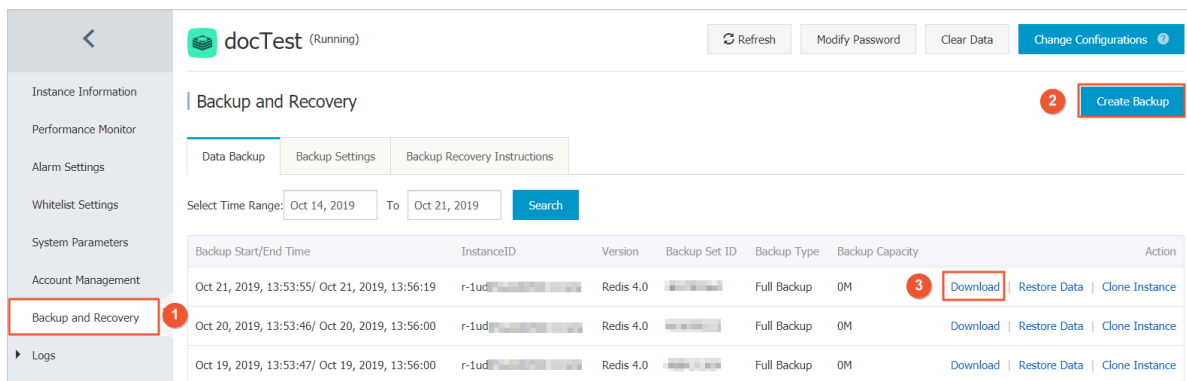 docTest (Running)
Refresh Modify Password Clear Data Change Configurations ?
Instance Information
Performance Monitor
Alarm Settings
Whitelist Settings
System Parameters
Account Management
Backup and Recovery 1
Logs
Backup and Recovery
2 Create Backup
Data Backup Backup Settings Backup Recovery Instructions
Select Time Range: Oct 14, 2019 To Oct 21, 2019 Search
Backup Start/End Time InstanceID Version Backup Set ID Backup Type Backup Capacity Action
Oct 21, 2019, 13:53:55/ Oct 21, 2019, 13:56:19 r-1ud Redis 4.0 Full Backup 0M 3 Download | Restore Data | Clone Instance
Oct 20, 2019, 13:53:46/ Oct 20, 2019, 13:56:00 r-1ud Redis 4.0 Full Backup 0M Download | Restore Data | Clone Instance
Oct 19, 2019, 13:53:47/ Oct 19, 2019, 13:56:00 r-1ud Redis 4.0 Full Backup 0M Download | Restore Data | Clone Instance